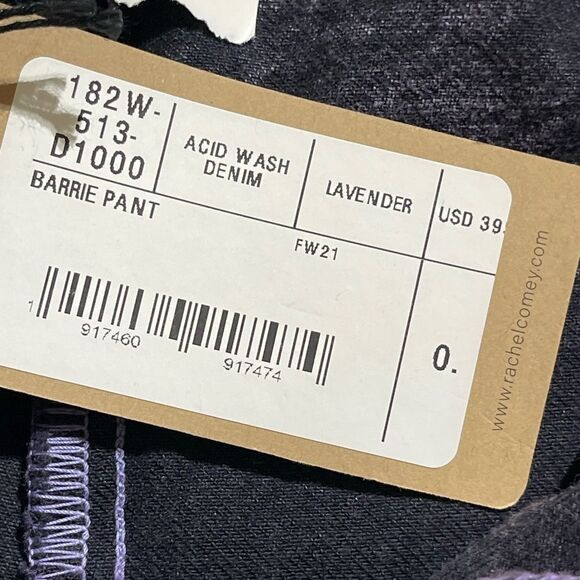 182W-
513-
D1000
ACID WASH
DENIM
LAVENDER
USD 39
BARRIE PANT
FW21
0.
1
917460
917474
www.rachelcomey.com